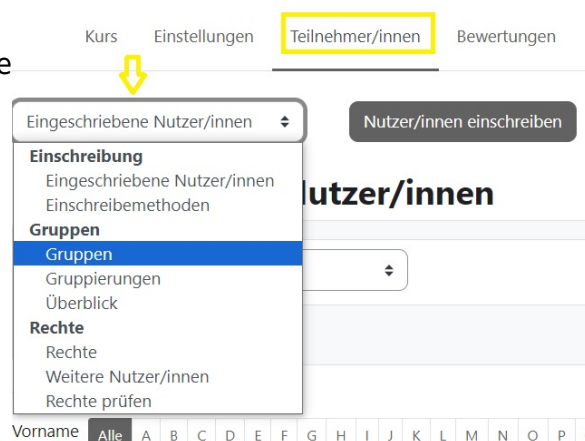 Kurs Einstellungen Teilnehmer/innen Bewertungen
e
Eingeschriebene Nutzer/innen Nutzer/innen einschreiben
Einschreibung
Eingeschriebene Nutzer/innen
Einschreibemethoden
utzer/innen
Gruppen
Gruppen
Gruppierungen
Überblick
Rechte
Rechte
Weitere Nutzer/innen
Rechte prüfen
Vorname Alle A B C D E F G H I J K L M N O P